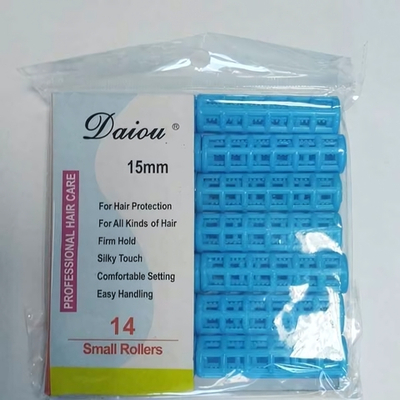 Daiou ®
15mm
PROFESSIONAL HAIR CARE
For Hair Protection
For All Kinds of Hair
Firm Hold
Silky Touch
Comfortable Setting
Easy Handling
14
Small Rollers